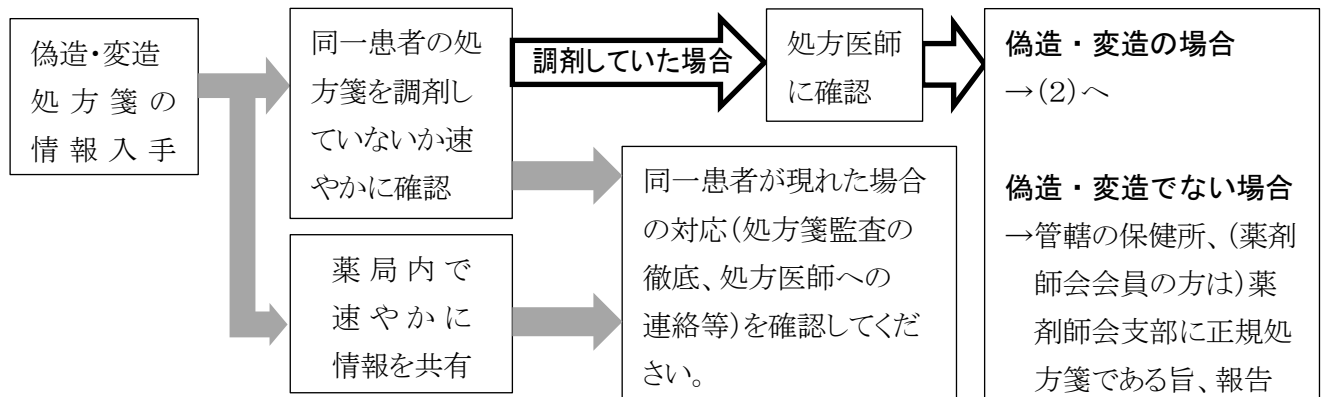 偽造・変造
処方箋の
情報入手
同一患者の処
方箋を調剤し
ていないか速
やかに確認
調剤していた場合
処方医師
に確認
偽造・変造の場合
→(2)へ
偽造・変造でない場合
→管轄の保健所、(薬剤
師会会員の方は)薬
剤師会支部に正規処
方箋である旨、報告
薬局内で
速やかに
情報を共有
同一患者が現れた場合
の対応(処方箋監査の
徹底、処方医師への
連絡等)を確認してくだ
さい。